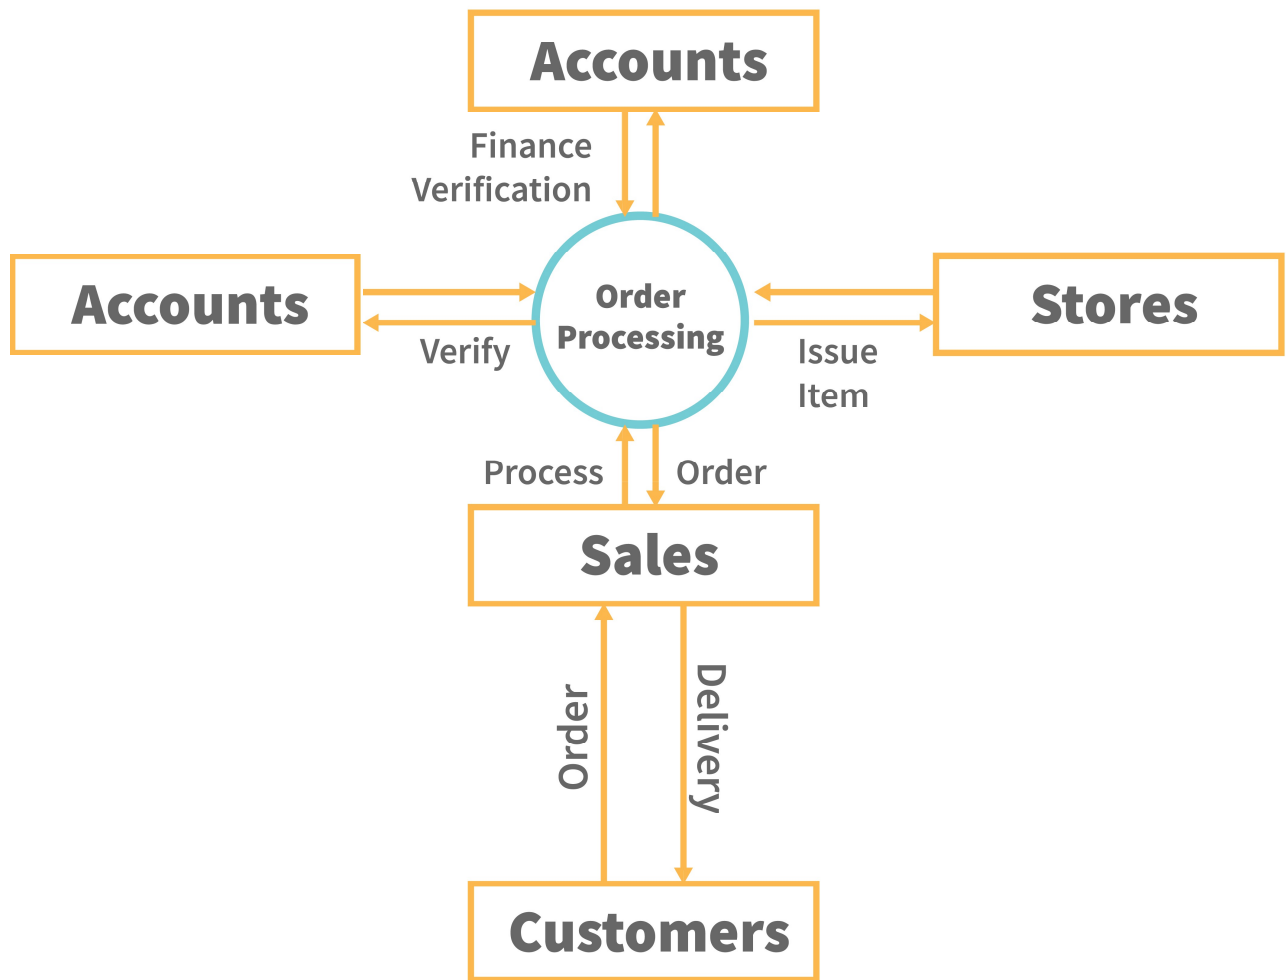 Accounts
Finance
Verification
Accounts
Order
Processing
Stores
Verify
Issue
Item
Process
Order
Sales
Order
Delivery
Customers